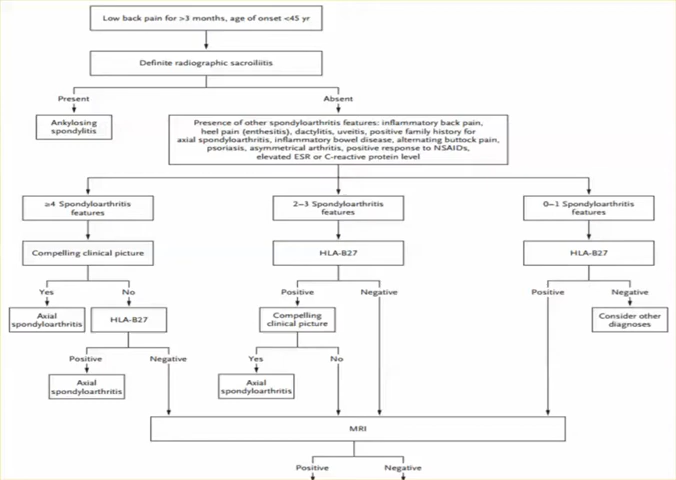 Low back pain for >3 months, age of onset <45 yr
Definite radiographic sacroiliitis
Present
Absent
Ankylosing
spondylitis
Presence of other spondyloarthritis features: inflammatory back pain,
heel pain (enthesitis), dactylitis, uveitis, positive family history for
axial spondyloarthritis, inflammatory bowel disease, alternating buttock pain,
psoriasis, asymmetrical arthritis, positive response to NSAIDs,
elevated ESR or C-reactive protein level
≥4 Spondyloarthritis
features
2–3 Spondyloarthritis
features
0–1 Spondyloarthritis
features
Compelling clinical picture
HLA-B27
HLA-B27
Yes
No
Positive
Negative
Positive
Negative
Axial
spondyloarthritis
HLA-B27
Compelling
clinical picture
Consider other
diagnoses
Positive
Negative
Yes
No
Axial
spondyloarthritis
Axial
spondyloarthritis
MRI
Positive
Negative